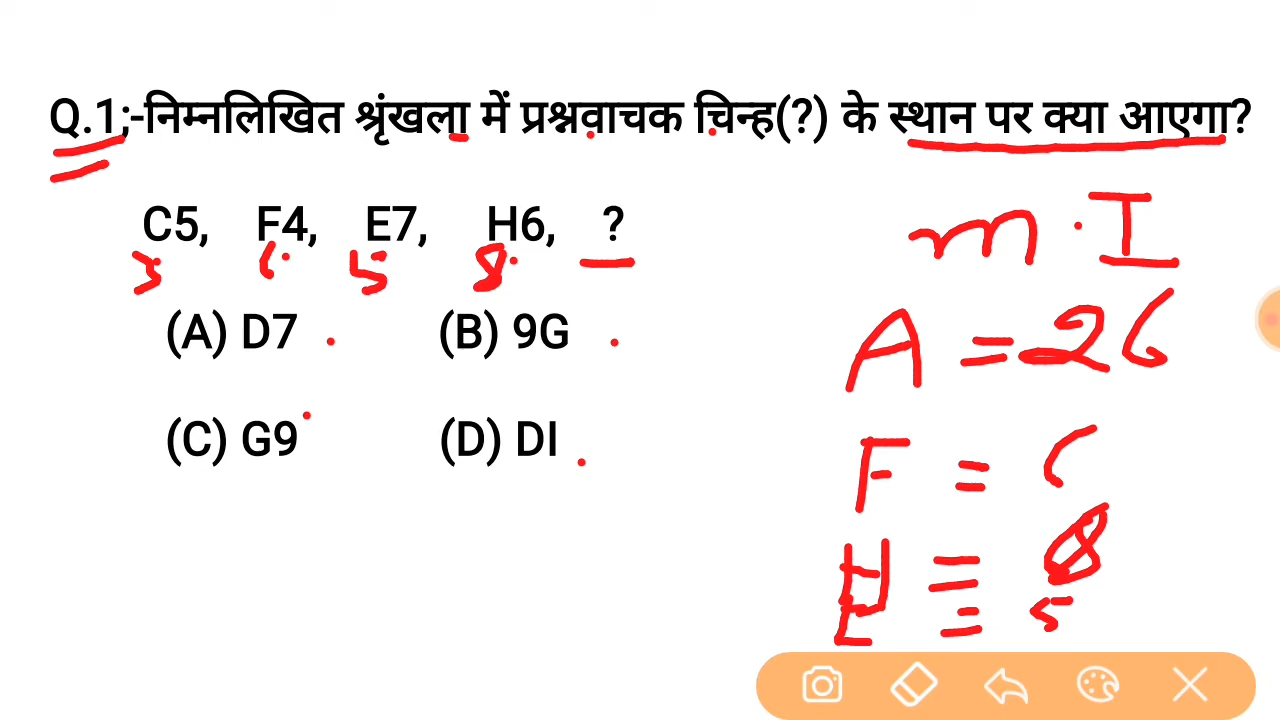 Q.1;-निम्नलिखित श्रृंखला में प्रश्नवाचक चिन्ह(?) के स्थान पर क्या आएगा?
C5, F4, E7, H6, ?
3 6 5 8
m · I
(A) D7 (B) 9G
A = 26
(C) G9 (D) DI
F = 6
H = 8
E = 5